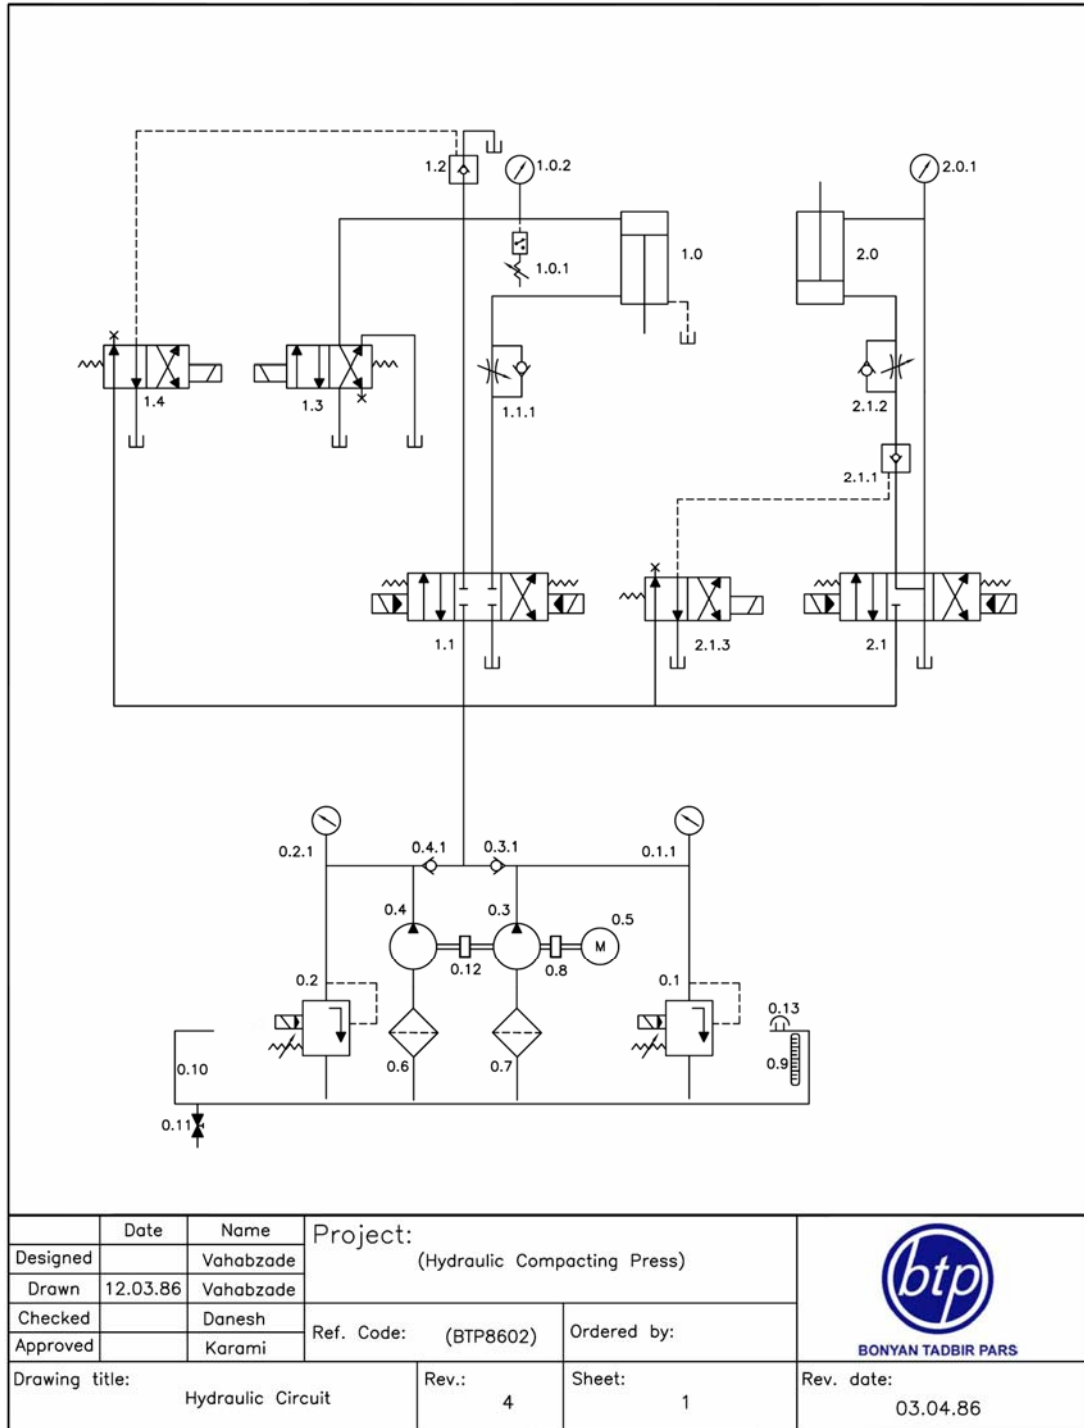 1.2
1.0.2
2.0.1
1.0
2.0
1.0.1
1.4
1.3
1.1.1
2.1.2
2.1.1
1.1
2.1.3
2.1
0.2.1
0.4.1
0.3.1
0.1.1
0.4
0.3
0.5
M
0.12
0.8
0.2
0.1
0.13
0.10
0.6
0.7
0.9
0.11
Date Name
Designed Vahabzade
Drawn 12.03.86 Vahabzade
Checked Danesh
Approved Karami
Project:
(Hydraulic Compacting Press)
Ref. Code: (BTP8602)
Ordered by:
btp
BONYAN TADBIR PARS
Drawing title:
Hydraulic Circuit
Rev.:
4
Sheet:
1
Rev. date:
03.04.86